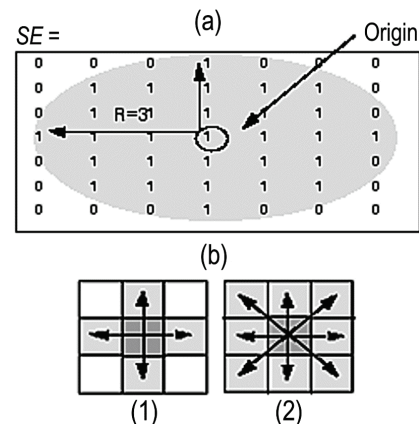 (a)
SE = Origin
0 0 0 1 0 0 0
0 1 1 1 1 1 0
0 1 R=31 1 1 1 0
1 1 1 1 1 1 1
0 1 1 1 1 1 0
0 1 1 1 1 1 0
0 0 0 1 0 0 0
(b)
(1) (2)